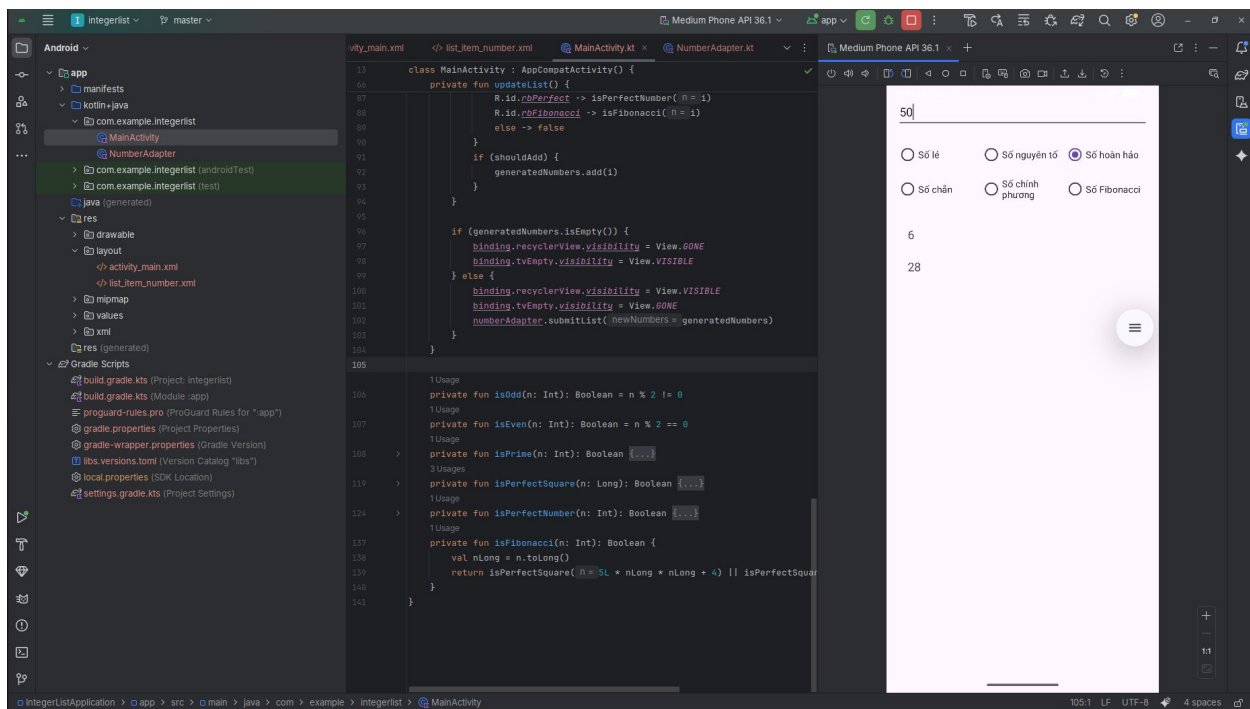 integerlist
master
Medium Phone API 36.1
app
Android
app
manifests
kotlin+java
com.example.integerlist
MainActivity
NumberAdapter
com.example.integerlist (androidTest)
com.example.integerlist (test)
java (generated)
res
drawable
layout
activity_main.xml
list_item_number.xml
mipmap
values
xml
res (generated)
Gradle Scripts
build.gradle.kts (Project: integerlist)
build.gradle.kts (Module :app)
proguard-rules.pro (ProGuard Rules for ":app")
gradle.properties (Project Properties)
gradle-wrapper.properties (Gradle Version)
libs.versions.toml (Version Catalog "libs")
local.properties (SDK Location)
settings.gradle.kts (Project Settings)
vity_main.xml
list_item_number.xml
MainActivity.kt
NumberAdapter.kt
13 class MainActivity : AppCompatActivity() {
66 private fun updateList() {
87 R.id.rbPerfect -> isPerfectNumber( n = i)
88 R.id.rbFibonacci -> isFibonacci( n = i)
89 else -> false
90 }
91 if (shouldAdd) {
92 generatedNumbers.add(i)
93 }
94 }
95
96 if (generatedNumbers.isEmpty()) {
97 binding.recyclerView.visibility = View.GONE
98 binding.tvEmpty.visibility = View.VISIBLE
99 } else {
100 binding.recyclerView.visibility = View.VISIBLE
101 binding.tvEmpty.visibility = View.GONE
102 numberAdapter.submitList( newNumbers = generatedNumbers)
103 }
104 }
105
1 Usage
106 private fun isOdd(n: Int): Boolean = n % 2 != 0
1 Usage
107 private fun isEven(n: Int): Boolean = n % 2 == 0
1 Usage
108 private fun isPrime(n: Int): Boolean {...}
3 Usages
119 private fun isPerfectSquare(n: Long): Boolean {...}
1 Usage
124 private fun isPerfectNumber(n: Int): Boolean {...}
1 Usage
137 private fun isFibonacci(n: Int): Boolean {
138 val nLong = n.toLong()
139 return isPerfectSquare( n = 5L * nLong * nLong + 4) || isPerfectSquar
140 }
141 }
Medium Phone API 36.1
50
Số lẻ
Số nguyên tố
Số hoàn hảo
Số chẵn
Số chính
phương
Số Fibonacci
6
28
1:1
IntegerListApplication > app > src > main > java > com > example > integerlist > MainActivity
105:1 LF UTF-8 4 spaces